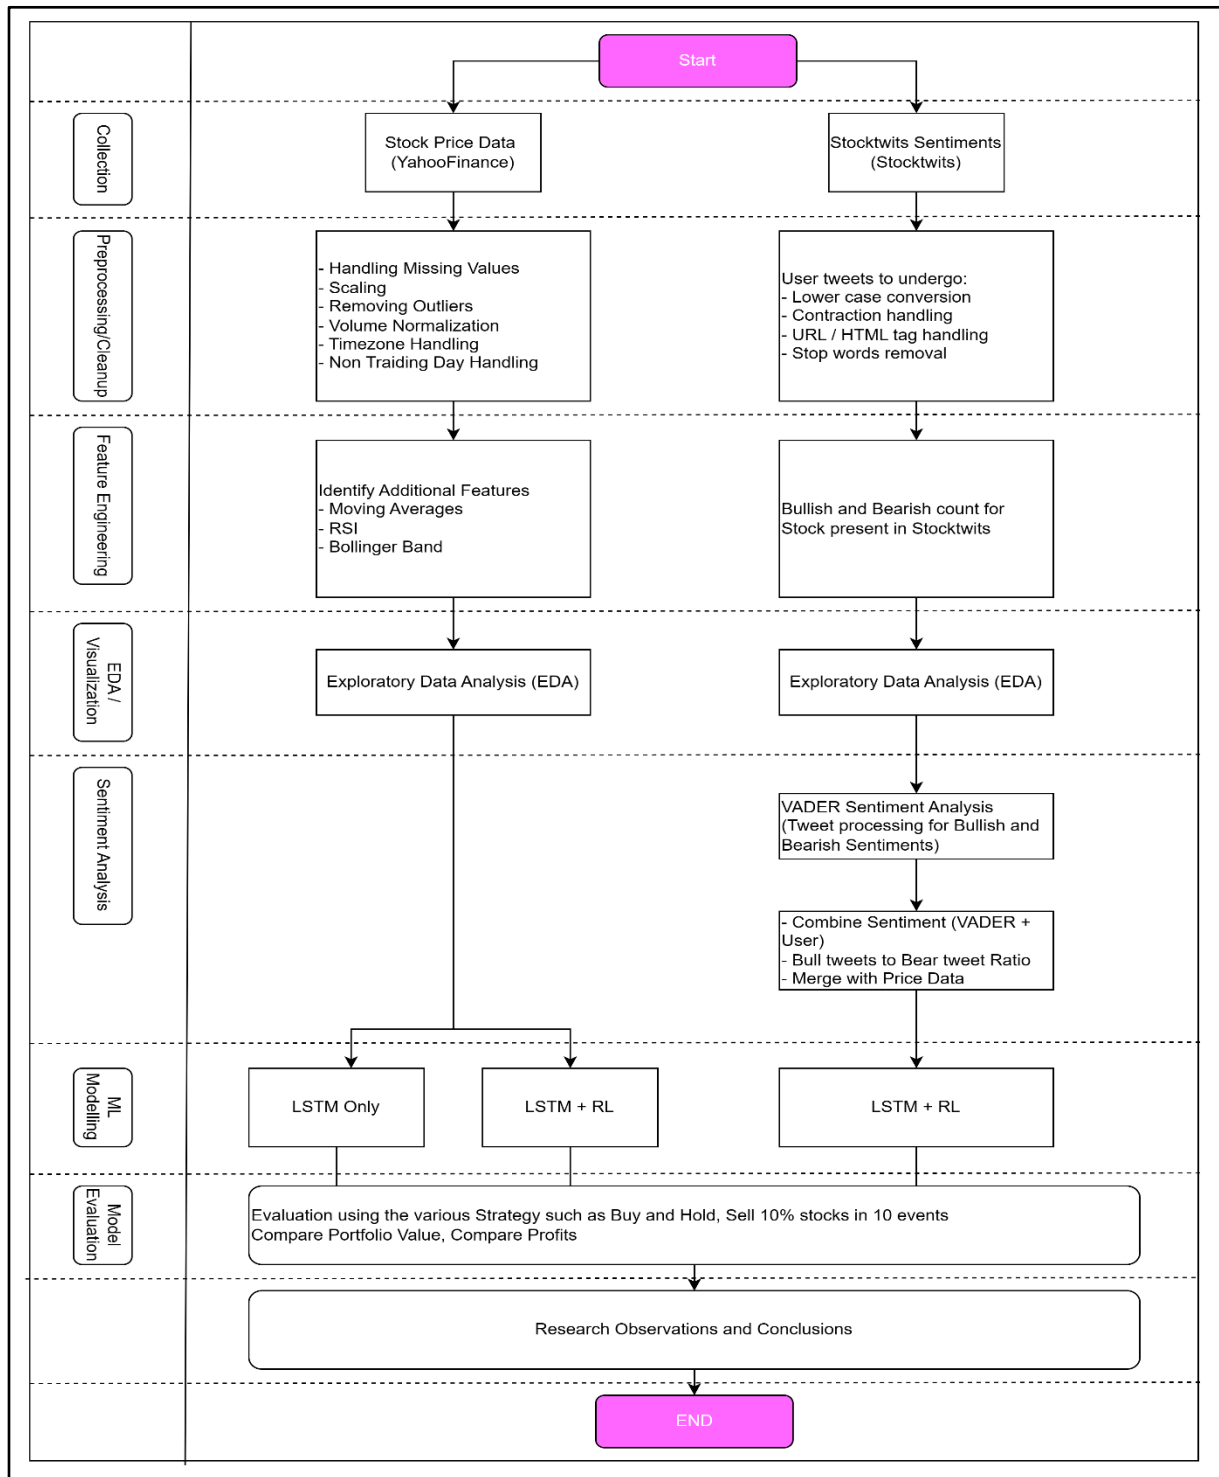 Start
Collection
Stock Price Data
(YahooFinance)
Stocktwits Sentiments
(Stocktwits)
Preprocessing/Cleanup
- Handling Missing Values
- Scaling
- Removing Outliers
- Volume Normalization
- Timezone Handling
- Non Traiding Day Handling
User tweets to undergo:
- Lower case conversion
- Contraction handling
- URL / HTML tag handling
- Stop words removal
Feature Engineering
Identify Additional Features
- Moving Averages
- RSI
- Bollinger Band
Bullish and Bearish count for
Stock present in Stocktwits
EDA /
Visualization
Exploratory Data Analysis (EDA)
Exploratory Data Analysis (EDA)
Sentiment Analysis
VADER Sentiment Analysis
(Tweet processing for Bullish and
Bearish Sentiments)
- Combine Sentiment (VADER +
User)
- Bull tweets to Bear tweet Ratio
- Merge with Price Data
ML
Modelling
LSTM Only
LSTM + RL
LSTM + RL
Model
Evaluation
Evaluation using the various Strategy such as Buy and Hold, Sell 10% stocks in 10 events
Compare Portfolio Value, Compare Profits
Research Observations and Conclusions
END